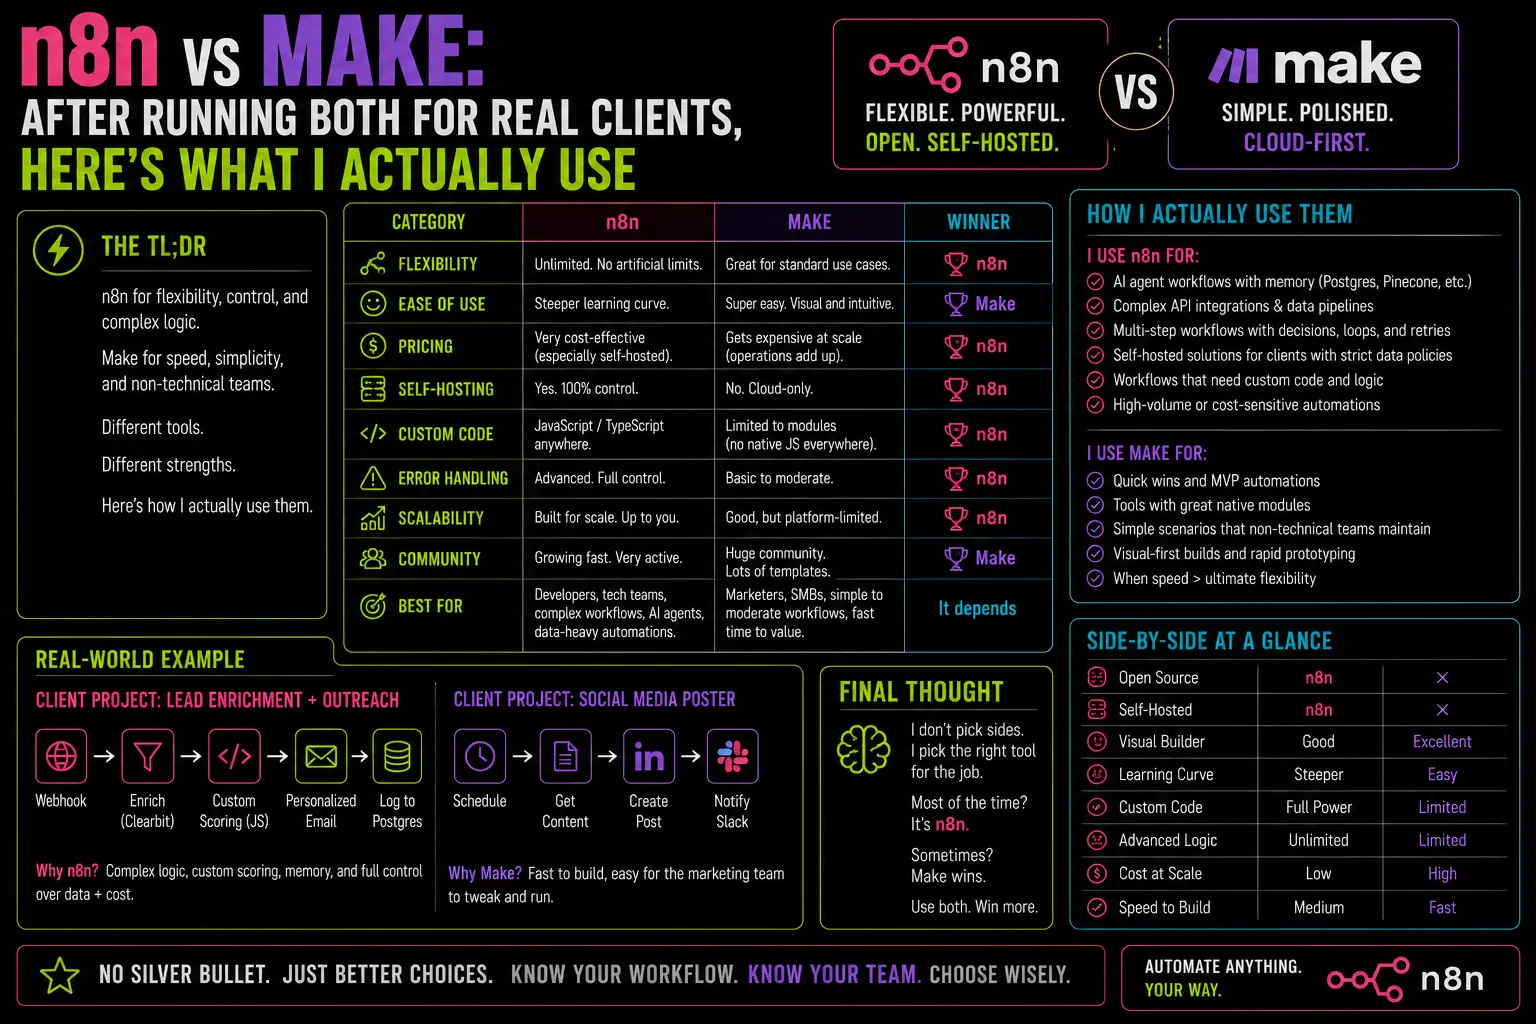 n8n vs MAKE:
AFTER RUNNING BOTH FOR REAL CLIENTS,
HERE'S WHAT I ACTUALLY USE
n8n
FLEXIBLE. POWERFUL.
OPEN. SELF-HOSTED.
VS
make
SIMPLE. POLISHED.
CLOUD-FIRST.
THE TL;DR
n8n for flexibility, control, and
complex logic.
Make for speed, simplicity,
and non-technical teams.
Different tools.
Different strengths.
Here's how I actually use them.
CATEGORY n8n MAKE WINNER
FLEXIBILITY Unlimited. No artificial limits. Great for standard use cases. n8n
EASE OF USE Steeper learning curve. Super easy. Visual and intuitive. Make
PRICING Very cost-effective
(especially self-hosted). Gets expensive at scale
(operations add up). n8n
SELF-HOSTING Yes. 100% control. No. Cloud-only. n8n
CUSTOM CODE JavaScript / TypeScript
anywhere. Limited to modules
(no native JS everywhere). n8n
ERROR HANDLING Advanced. Full control. Basic to moderate. n8n
SCALABILITY Built for scale. Up to you. Good, but platform-limited. n8n
COMMUNITY Growing fast. Very active. Huge community.
Lots of templates. Make
BEST FOR Developers, tech teams,
complex workflows, AI agents,
data-heavy automations. Marketers, SMBs, simple to
moderate workflows, fast
time to value. It depends
HOW I ACTUALLY USE THEM
I USE n8n FOR:
AI agent workflows with memory (Postgres, Pinecone, etc.)
Complex API integrations & data pipelines
Multi-step workflows with decisions, loops, and retries
Self-hosted solutions for clients with strict data policies
Workflows that need custom code and logic
High-volume or cost-sensitive automations
I USE MAKE FOR:
Quick wins and MVP automations
Tools with great native modules
Simple scenarios that non-technical teams maintain
Visual-first builds and rapid prototyping
When speed > ultimate flexibility
REAL-WORLD EXAMPLE
CLIENT PROJECT: LEAD ENRICHMENT + OUTREACH
Webhook
Enrich
(Clearbit)
Custom
Scoring (JS)
Personalized
Email
Log to
Postgres
Why n8n? Complex logic, custom scoring, memory, and full control
over data + cost.
CLIENT PROJECT: SOCIAL MEDIA POSTER
in
Schedule
Get
Content
Create
Post
Notify
Slack
Why Make? Fast to build, easy for the marketing team
to tweak and run.
FINAL THOUGHT
I don't pick sides.
I pick the right tool
for the job.
Most of the time?
It's n8n.
Sometimes?
Make wins.
Use both. Win more.
SIDE-BY-SIDE AT A GLANCE
Open Source n8n ×
Self-Hosted n8n ×
Visual Builder Good Excellent
Learning Curve Steeper Easy
Custom Code Full Power Limited
Advanced Logic Unlimited Limited
Cost at Scale Low High
Speed to Build Medium Fast
NO SILVER BULLET. JUST BETTER CHOICES. KNOW YOUR WORKFLOW. KNOW YOUR TEAM. CHOOSE WISELY.
AUTOMATE ANYTHING.
YOUR WAY.
n8n